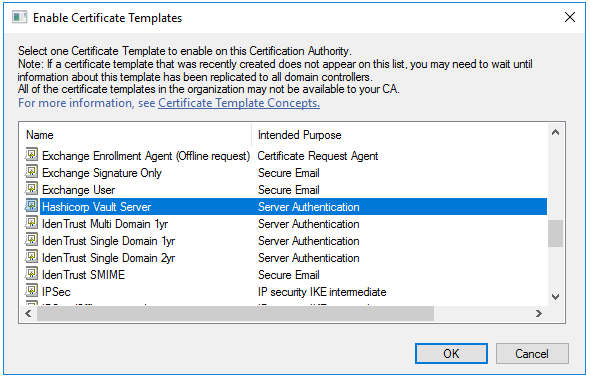 Enable Certificate Templates
Select one Certificate Template to enable on this Certification Authority.
Note: If a certificate template that was recently created does not appear on this list, you may need to wait until
information about this template has been replicated to all domain controllers.
All of the certificate templates in the organization may not be available to your CA.
For more information, see Certificate Template Concepts.
Name Intended Purpose
Exchange Enrollment Agent (Offline request) Certificate Request Agent
Exchange Signature Only Secure Email
Exchange User Secure Email
Hashicorp Vault Server Server Authentication
IdenTrust Multi Domain 1yr Server Authentication
IdenTrust Single Domain 1yr Server Authentication
IdenTrust Single Domain 2yr Server Authentication
IdenTrust SMIME Secure Email
IPSec IP security IKE intermediate
OK Cancel